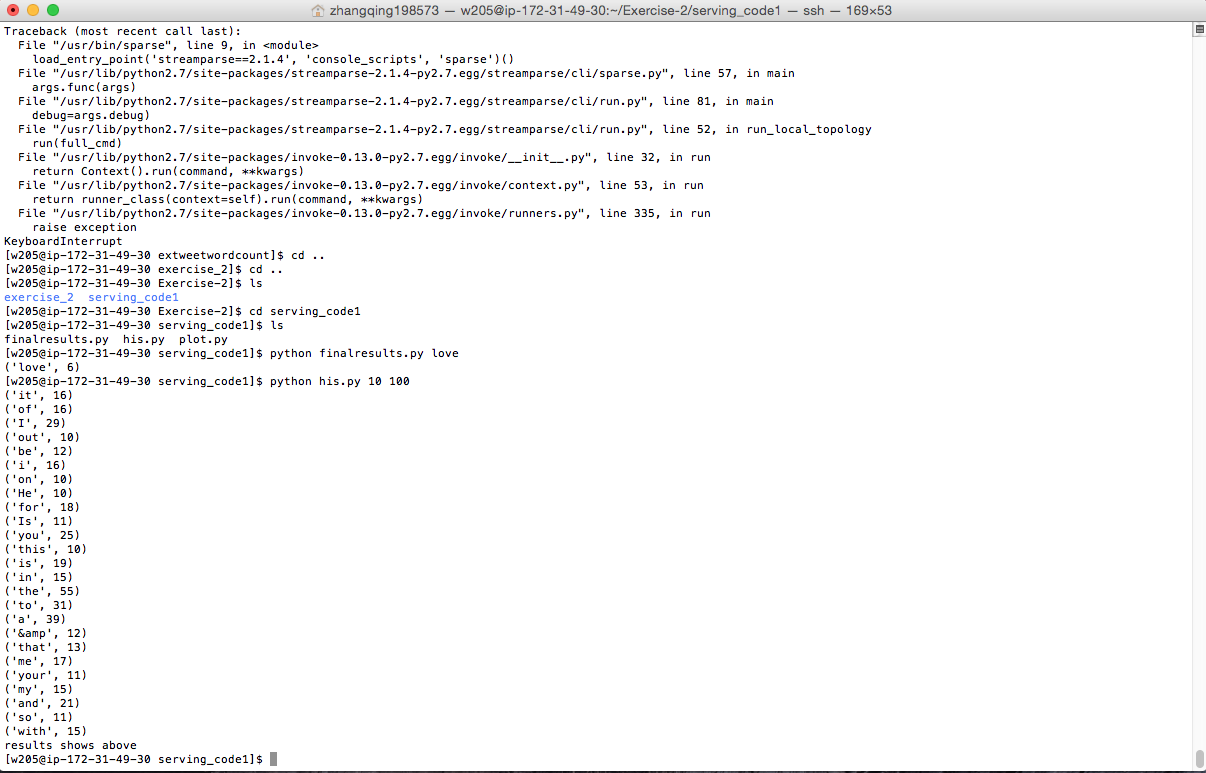 zhangqing198573 — w205@ip-172-31-49-30:~/Exercise-2/serving_code1 — ssh — 169×53
Traceback (most recent call last):
  File "/usr/bin/sparse", line 9, in <module>
    load_entry_point('streamparse==2.1.4', 'console_scripts', 'sparse')()
  File "/usr/lib/python2.7/site-packages/streamparse-2.1.4-py2.7.egg/streamparse/cli/sparse.py", line 57, in main
    args.func(args)
  File "/usr/lib/python2.7/site-packages/streamparse-2.1.4-py2.7.egg/streamparse/cli/run.py", line 81, in main
    debug=args.debug)
  File "/usr/lib/python2.7/site-packages/streamparse-2.1.4-py2.7.egg/streamparse/cli/run.py", line 52, in run_local_topology
    run(full_cmd)
  File "/usr/lib/python2.7/site-packages/invoke-0.13.0-py2.7.egg/invoke/__init__.py", line 32, in run
    return Context().run(command, **kwargs)
  File "/usr/lib/python2.7/site-packages/invoke-0.13.0-py2.7.egg/invoke/context.py", line 53, in run
    return runner_class(context=self).run(command, **kwargs)
  File "/usr/lib/python2.7/site-packages/invoke-0.13.0-py2.7.egg/invoke/runners.py", line 335, in run
    raise exception
KeyboardInterrupt
[w205@ip-172-31-49-30 extweetwordcount]$ cd ..
[w205@ip-172-31-49-30 exercise_2]$ cd ..
[w205@ip-172-31-49-30 Exercise-2]$ ls
exercise_2  serving_code1
[w205@ip-172-31-49-30 Exercise-2]$ cd serving_code1
[w205@ip-172-31-49-30 serving_code1]$ ls
finalresults.py  his.py  plot.py
[w205@ip-172-31-49-30 serving_code1]$ python finalresults.py love
('love', 6)
[w205@ip-172-31-49-30 serving_code1]$ python his.py 10 100
('it', 16)
('of', 16)
('I', 29)
('out', 10)
('be', 12)
('i', 16)
('on', 10)
('He', 10)
('for', 18)
('Is', 11)
('you', 25)
('this', 10)
('is', 19)
('in', 15)
('the', 55)
('to', 31)
('a', 39)
('&amp', 12)
('that', 13)
('me', 17)
('your', 11)
('my', 15)
('and', 21)
('so', 11)
('with', 15)
results shows above
[w205@ip-172-31-49-30 serving_code1]$